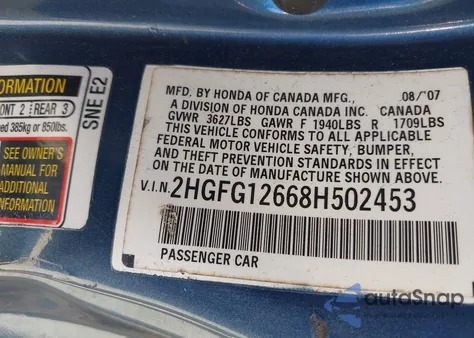 ORMATION
ONT 2 REAR 3
ed 385kg or 850lbs.
SEE OWNER'S
MANUAL FOR
ADDITIONAL
INFORMATION
SNE E2
MFD. BY HONDA OF CANADA MFG., 08/'07
A DIVISION OF HONDA CANADA INC. CANADA
GVWR 3627LBS GAWR F 1940LBS R 1709LBS
THIS VEHICLE CONFORMS TO ALL APPLICABLE
FEDERAL MOTOR VEHICLE SAFETY, BUMPER,
AND THEFT PREVENTION STANDARDS IN EFFECT
ON THE DATE OF MANUFACTURE SHOWN ABOVE.
V.I.N. 2HGFG12668H502453
PASSENGER CAR
autoSnap